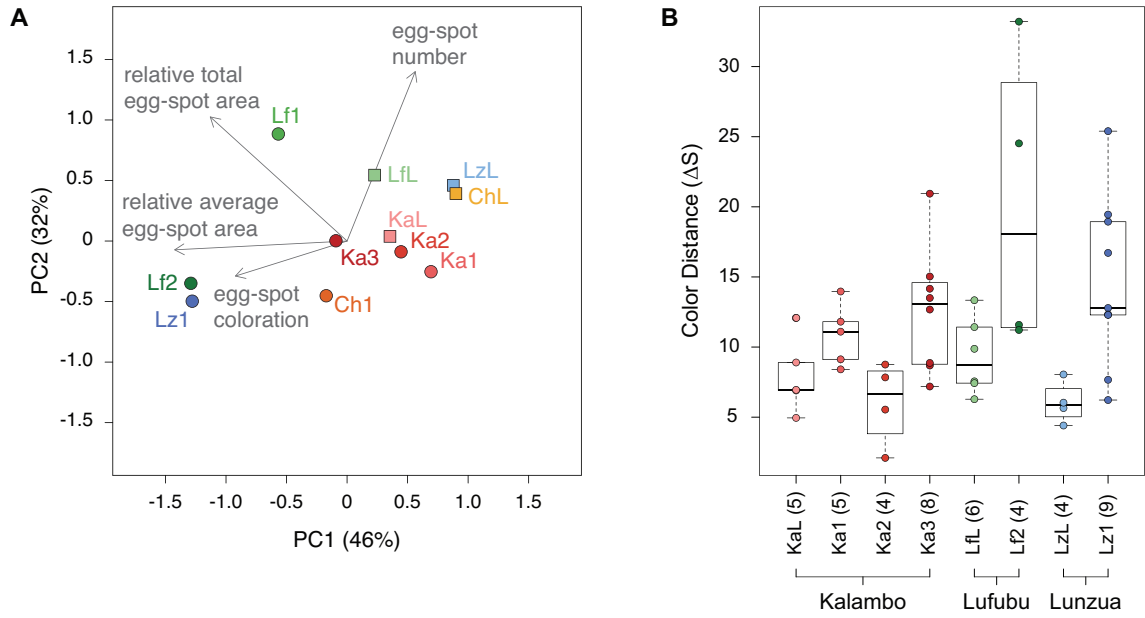 A
PC2 (32%)
1.5
1.0
0.5
0
-0.5
-1.0
-1.5
egg-spot
number
relative total
egg-spot area
Lf1
LfL
LzL
ChL
relative average
egg-spot area
KaL
Ka2
Ka3
Ka1
Lf2
egg-spot
coloration
Lz1
Ch1
-1.5
-1.0
-0.5
0
0.5
1.0
1.5
PC1 (46%)
B
Color Distance (ΔS)
30
25
20
15
10
5
KaL (5)
Ka1 (5)
Ka2 (4)
Ka3 (8)
LfL (6)
Lf2 (4)
LzL (4)
Lz1 (9)
Kalambo
Lufubu
Lunzua